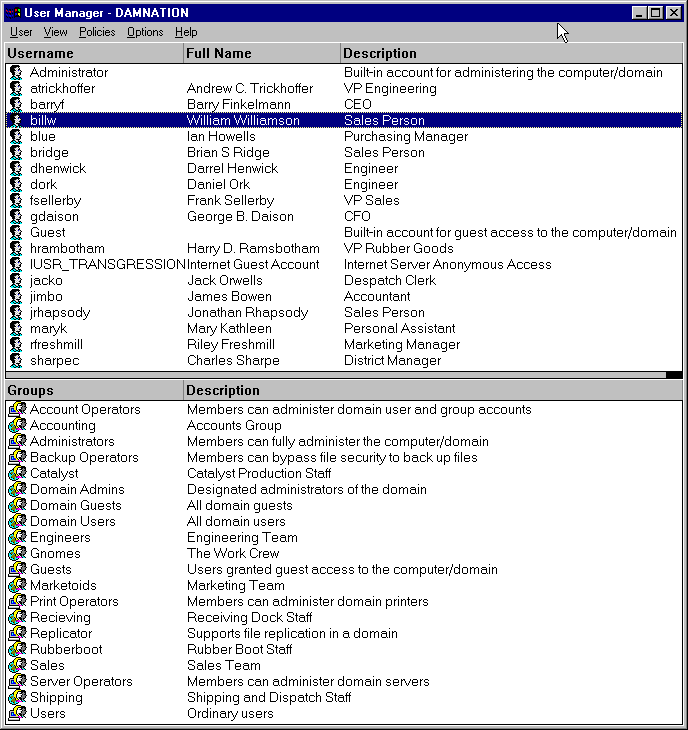 User Manager - DAMNATION
User View Policies Options Help
Username Full Name Description
Administrator Built-in account for administering the computer/domain
atrickhoffer Andrew C. Trickhoffer VP Engineering
barryf Barry Finkelmann CEO
billw William Williamson Sales Person
blue Ian Howells Purchasing Manager
bridge Brian S Ridge Sales Person
dhenwick Darrel Henwick Engineer
dork Daniel Ork Engineer
fsellerby Frank Sellerby VP Sales
gdaison George B. Daison CFO
Guest Built-in account for guest access to the computer/domain
hrambotham Harry D. Ramsbotham VP Rubber Goods
IUSR_TRANSGRESSION Internet Guest Account Internet Server Anonymous Access
jacko Jack Orwells Despatch Clerk
jimbo James Bowen Accountant
jrhapsody Jonathan Rhapsody Sales Person
maryk Mary Kathleen Personal Assistant
rfreshmill Riley Freshmill Marketing Manager
sharpec Charles Sharpe District Manager
Groups Description
Account Operators Members can administer domain user and group accounts
Accounting Accounts Group
Administrators Members can fully administer the computer/domain
Backup Operators Members can bypass file security to back up files
Catalyst Catalyst Production Staff
Domain Admins Designated administrators of the domain
Domain Guests All domain guests
Domain Users All domain users
Engineers Engineering Team
Gnomes The Work Crew
Guests Users granted guest access to the computer/domain
Marketoids Marketing Team
Print Operators Members can administer domain printers
Recieving Receiving Dock Staff
Replicator Supports file replication in a domain
Rubberboot Rubber Boot Staff
Sales Sales Team
Server Operators Members can administer domain servers
Shipping Shipping and Dispatch Staff
Users Ordinary users